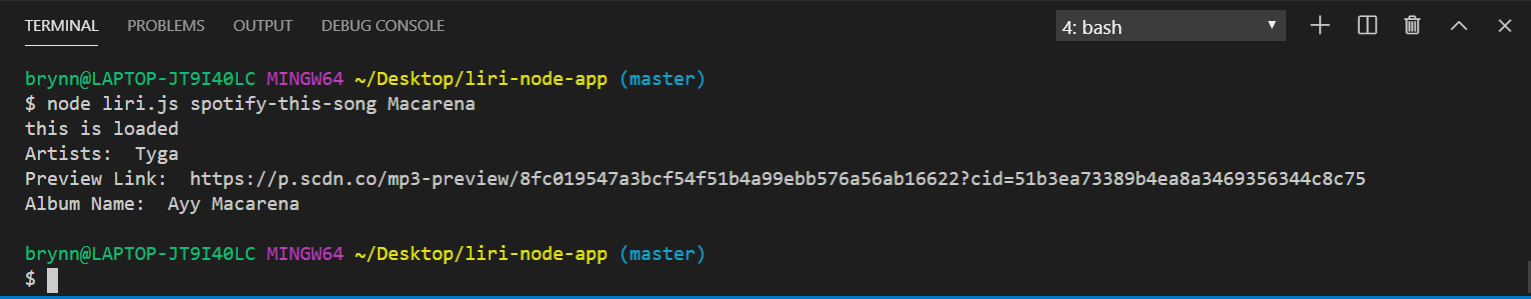 TERMINAL PROBLEMS OUTPUT DEBUG CONSOLE 4: bash
brynn@LAPTOP-JT9I40LC MINGW64 ~/Desktop/liri-node-app (master)
$ node liri.js spotify-this-song Macarena
this is loaded
Artists:  Tyga
Preview Link:  https://p.scdn.co/mp3-preview/8fc019547a3bcf54f51b4a99ebb576a56ab16622?cid=51b3ea73389b4ea8a3469356344c8c75
Album Name:  Ayy Macarena
brynn@LAPTOP-JT9I40LC MINGW64 ~/Desktop/liri-node-app (master)
$